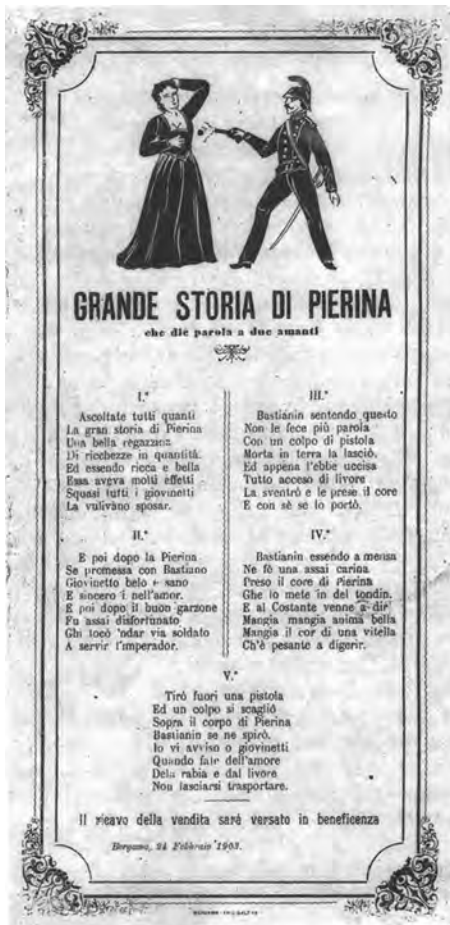 GRANDE STORIA DI PIERINA
che die parola a due amanti
I.°
Ascoltate tutti quanti
La gran storia di Pierina
Una bella regazzina
Di ricchezze in quantità.
Ed essendo ricca e bella
Essa aveva molti effetti
Squasi tutti i giovinetti
La vulivano sposar.
II.°
E poi dopo la Pierina
Se promessa con Bastiano
Giovinetto belo e sano
E sincero i nell'amor.
E poi dopo il buon garzone
Fu assai disfortunato
Ghi tocò 'ndar via soldato
A servir l'imperador.
III.°
Bastianin sentendo questo
Non le fece più parola
Con un colpo di pistola
Morta in terra la lasciò.
Ed appena l'ebbe uccisa
Tutto acceso di livore
La sventrò e le prese il core
E con sè se lo portò.
IV.°
Bastianin essendo a mensa
Ne fè una assai carina
Preso il core di Pierina
Ghe lo mete in del tondin.
E al Costante venne a dir
Mangia mangia anima bella
Mangia il cor di una vitella
Ch'è pesante a digerir.
V.°
Tirò fuori una pistola
Ed un colpo si scagliò
Sopra il corpo di Pierina
Bastianin se ne spirò.
Io vi avviso o giovinetti
Quando fate dell'amore
Dela rabia e dal livore
Non lasciarsi trasportare.
Il ricavo della vendita sarà versato in beneficenza
Bergamo, 24 Febbraio 1903.